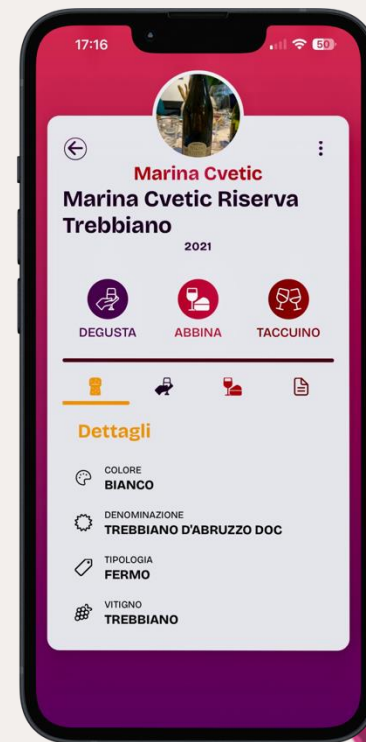 17:16
50
Marina Cvetic
Marina Cvetic Riserva
Trebbiano
2021
DEGUSTA ABBINA TACCUINO
Dettagli
COLORE
BIANCO
DENOMINAZIONE
TREBBIANO D'ABRUZZO DOC
TIPOLOGIA
FERMO
VITIGNO
TREBBIANO